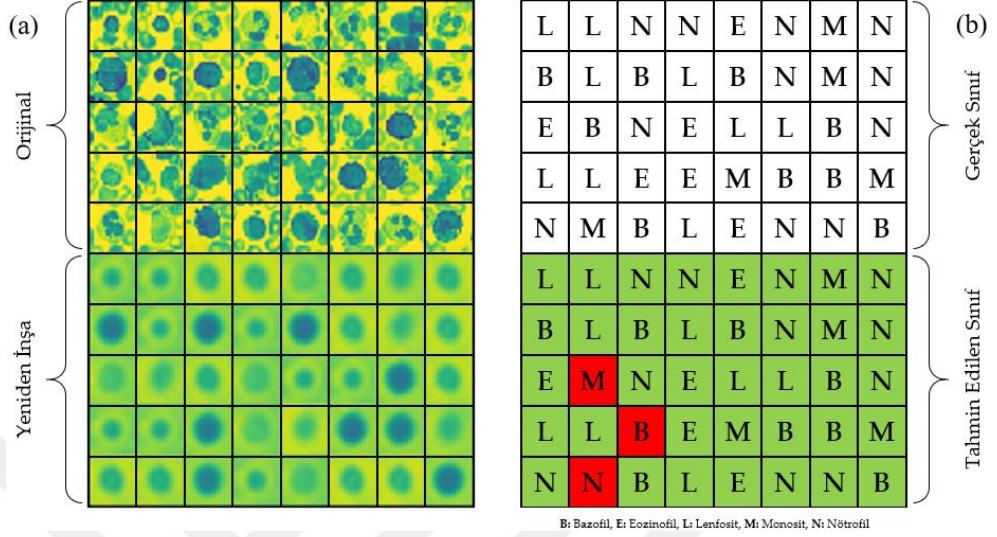 (a)
Orijinal
Yeniden İnşa
L L N N E N M N
B L B L B N M N
E B N E L L B N
L L E E M B B M
N M B L E N N B
L L N N E N M N
B L B L B N M N
E M N E L L B N
L L B E M B B M
N N B L E N N B
(b)
Gerçek Sınıf
Tahmin Edilen Sınıf
B: Bazofil, E: Eozinofil, L: Lenfosit, M: Monosit, N: Nötrofil